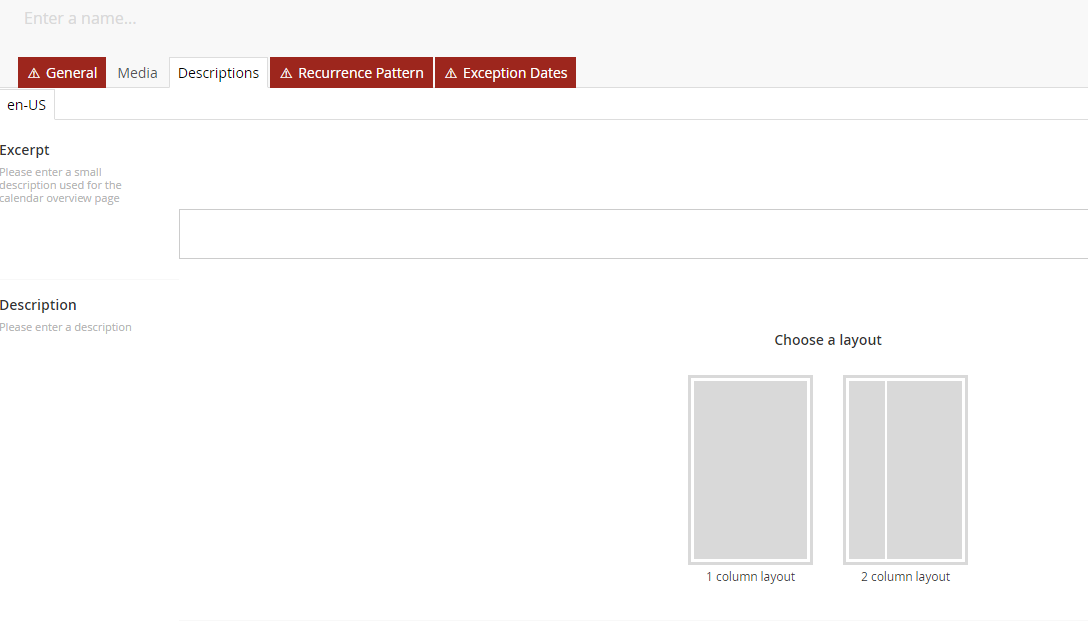 Enter a name...
General Media Descriptions Recurrence Pattern Exception Dates
en-US
Excerpt
Please enter a small
description used for the
calendar overview page
Description
Please enter a description
Choose a layout
1 column layout 2 column layout